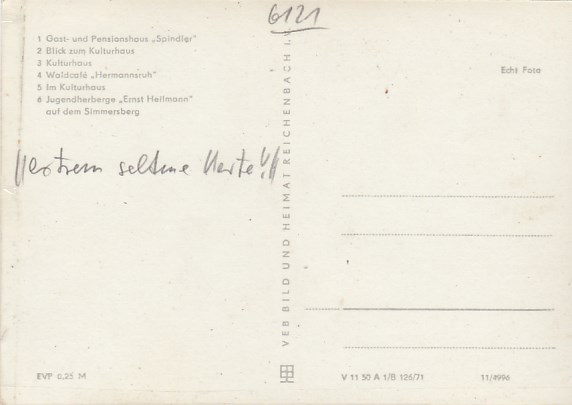 6121
1 Gast- und Pensionshaus „Spindler"
2 Blick zum Kulturhaus
3 Kulturhaus
4 Waldcafé „Hermannsruh"
5 Im Kulturhaus
6 Jugendherberge „Ernst Heilmann"
auf dem Simmersberg
Echt Foto
seltene Karte!!!
VEB BILD UND HEIMAT REICHENBACH i.
EVP 0,25 M
V 11 50 A 1/B 126/71
11/4996